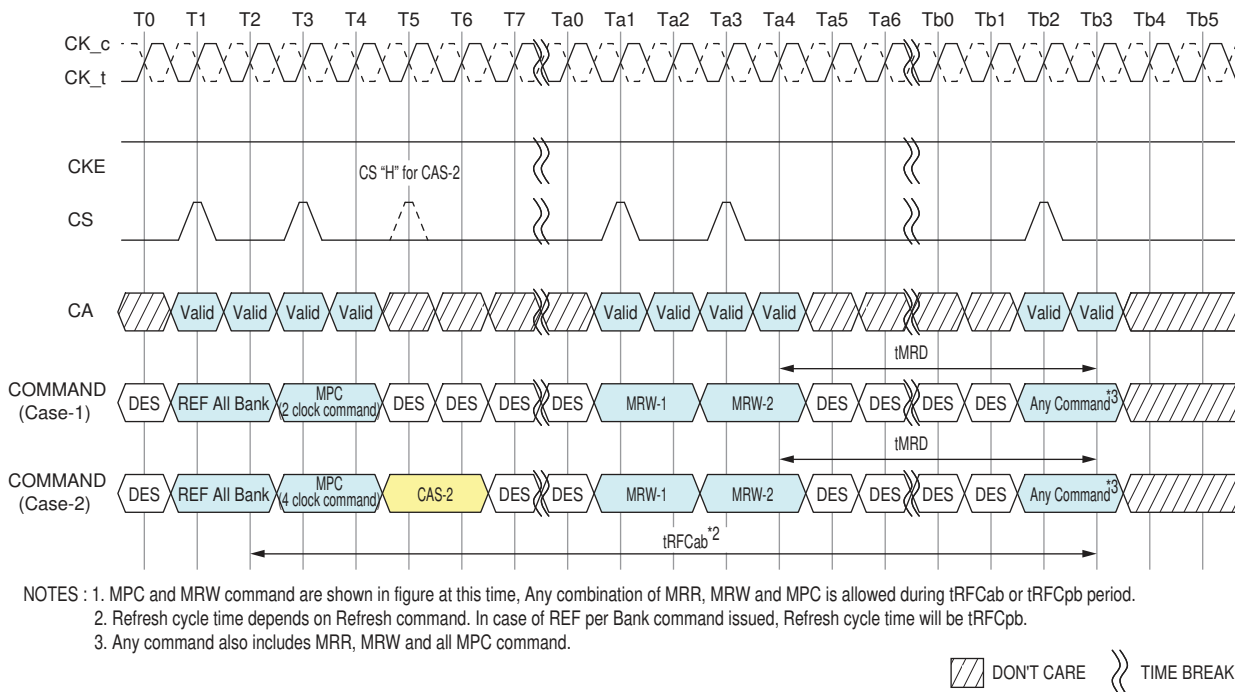 T0 T1 T2 T3 T4 T5 T6 T7 Ta0 Ta1 Ta2 Ta3 Ta4 Ta5 Ta6 Tb0 Tb1 Tb2 Tb3 Tb4 Tb5
CK_c
CK_t
CKE
CS "H" for CAS-2
CS
CA Valid Valid Valid Valid Valid Valid Valid Valid Valid Valid
tMRD
COMMAND
(Case-1)
DES REF All Bank MPC
(2 clock command) DES DES DES DES MRW-1 MRW-2 DES DES DES DES Any Command*3
tMRD
COMMAND
(Case-2)
DES REF All Bank MPC
(4 clock command) CAS-2 DES DES MRW-1 MRW-2 DES DES DES DES Any Command*3
tRFCab*2
NOTES : 1. MPC and MRW command are shown in figure at this time, Any combination of MRR, MRW and MPC is allowed during tRFCab or tRFCpb period.
2. Refresh cycle time depends on Refresh command. In case of REF per Bank command issued, Refresh cycle time will be tRFCpb.
3. Any command also includes MRR, MRW and all MPC command.
DON'T CARE TIME BREAK